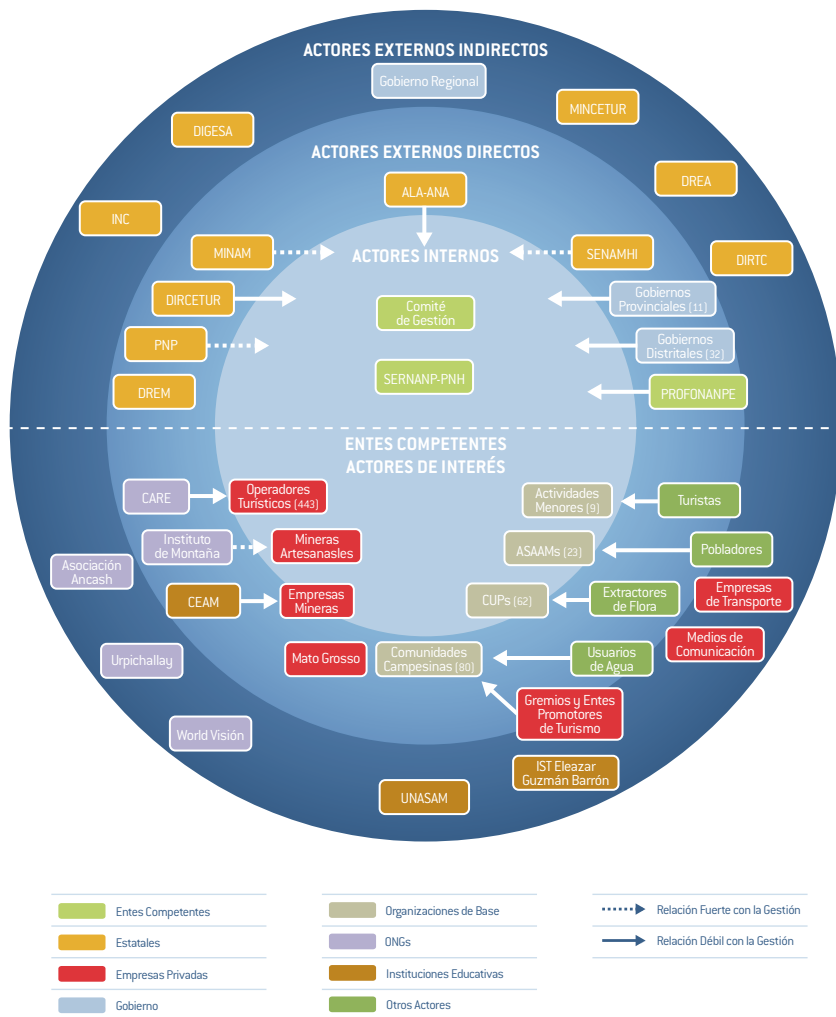 ACTORES EXTERNOS INDIRECTOS
Gobierno Regional
MINCETUR
DIGESA
ACTORES EXTERNOS DIRECTOS
DREA
ALA-ANA
INC
MINAM
ACTORES INTERNOS
SENAMHI
DIRTC
DIRCETUR
Comité
de Gestión
Gobiernos
Provinciales (11)
PNP
Gobiernos
Distritales (32)
DREM
SERNANP-PNH
PROFONANPE
ENTES COMPETENTES
ACTORES DE INTERÉS
CARE
Operadores
Turísticos (443)
Actividades
Menores (9)
Turistas
Instituto
de Montaña
Mineras
Artesanasles
ASAAMs (23)
Pobladores
Asociación
Ancash
CEAM
Empresas
Mineras
CUPs (62)
Extractores
de Flora
Empresas
de Transporte
Urpichallay
Mato Grosso
Comunidades
Campesinas (80)
Usuarios
de Agua
Medios de
Comunicación
Gremios y Entes
Promotores
de Turismo
World Visión
IST Eleazar
Guzmán Barrón
UNASAM
Entes Competentes
Estatales
Empresas Privadas
Gobierno
Organizaciones de Base
ONGs
Instituciones Educativas
Otros Actores
Relación Fuerte con la Gestión
Relación Débil con la Gestión